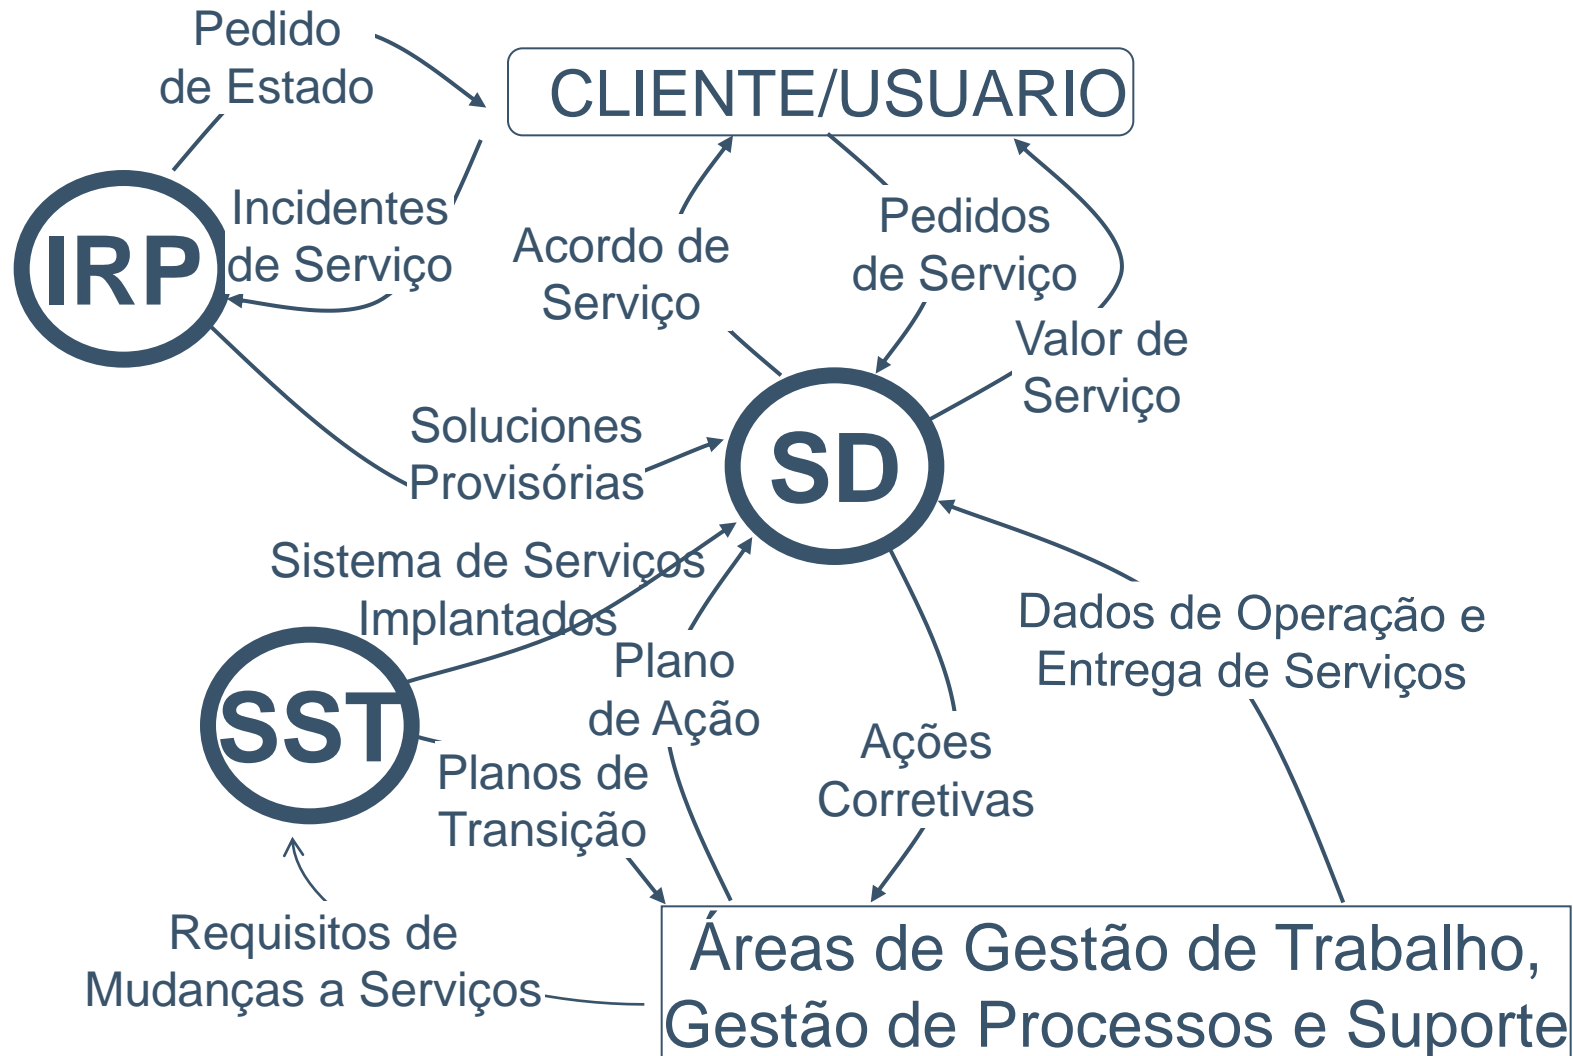 Pedido
de Estado
CLIENTE/USUARIO
IRP
Incidentes
de Serviço
Acordo de
Serviço
Pedidos
de Serviço
Valor de
Serviço
Soluciones
Provisórias
SD
Sistema de Serviços
Implantados
SST
Plano
de Ação
Dados de Operação e
Entrega de Serviços
Planos de
Transição
Ações
Corretivas
Requisitos de
Mudanças a Serviços
Áreas de Gestão de Trabalho,
Gestão de Processos e Suporte